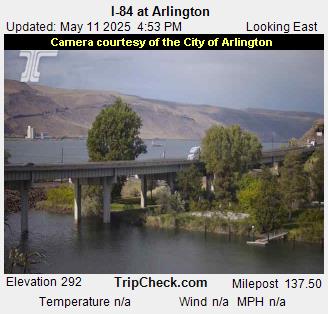 I-84 at Arlington
Updated: May 11 2025 4:53 PM Looking East
Camera courtesy of the City of Arlington
Elevation 292 TripCheck.com Milepost 137.50
Temperature n/a Wind n/a MPH n/a